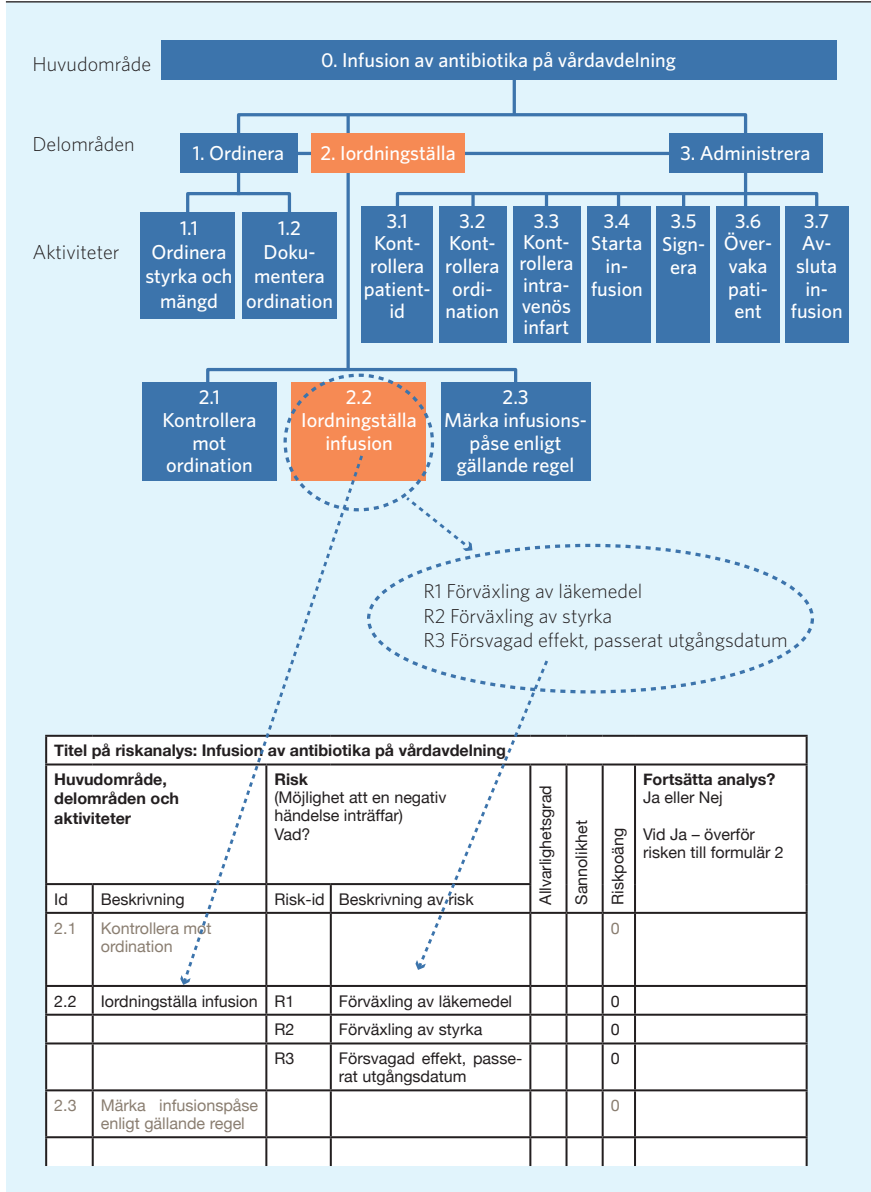 Huvudområde
0. Infusion av antibiotika på vårdavdelning
Delområden
1. Ordinera
2. Iordningställa
3. Administrera
Aktiviteter
1.1
Ordinera
styrka och
mängd
1.2
Doku-
mentera
ordination
3.1
Kont-
rollera
patient-
id
3.2
Kont-
rollera
ordi-
nation
3.3
Kont-
rollera
intra-
venös
infart
3.4
Starta
in-
fusion
3.5
Sign-
era
3.6
Över-
vaka
pati-
ent
3.7
Av-
sluta
in-
fusion
2.1
Kontrollera
mot
ordination
2.2
Iordningställa
infusion
2.3
Märka infusions-
påse enligt
gällande regel
R1 Förväxling av läkemedel
R2 Förväxling av styrka
R3 Försvagad effekt, passerat utgångsdatum
Titel på riskanalys: Infusion av antibiotika på vårdavdelning
Huvudområde,
delområden och
aktiviteter
Risk
(Möjlighet att en negativ
händelse inträffar)
Vad?
Allvarlighetsgrad
Sannolikhet
Riskpoäng
Fortsätta analys?
Ja eller Nej
Vid Ja – överför
risken till formulär 2
Id
Beskrivning
Risk-id
Beskrivning av risk
2.1
Kontrollera mot
ordination
0
2.2
Iordningställa infusion
R1
Förväxling av läkemedel
0
R2
Förväxling av styrka
0
R3
Försvagad effekt, passe-
rat utgångsdatum
0
2.3
Märka infusionspåse
enligt gällande regel
0